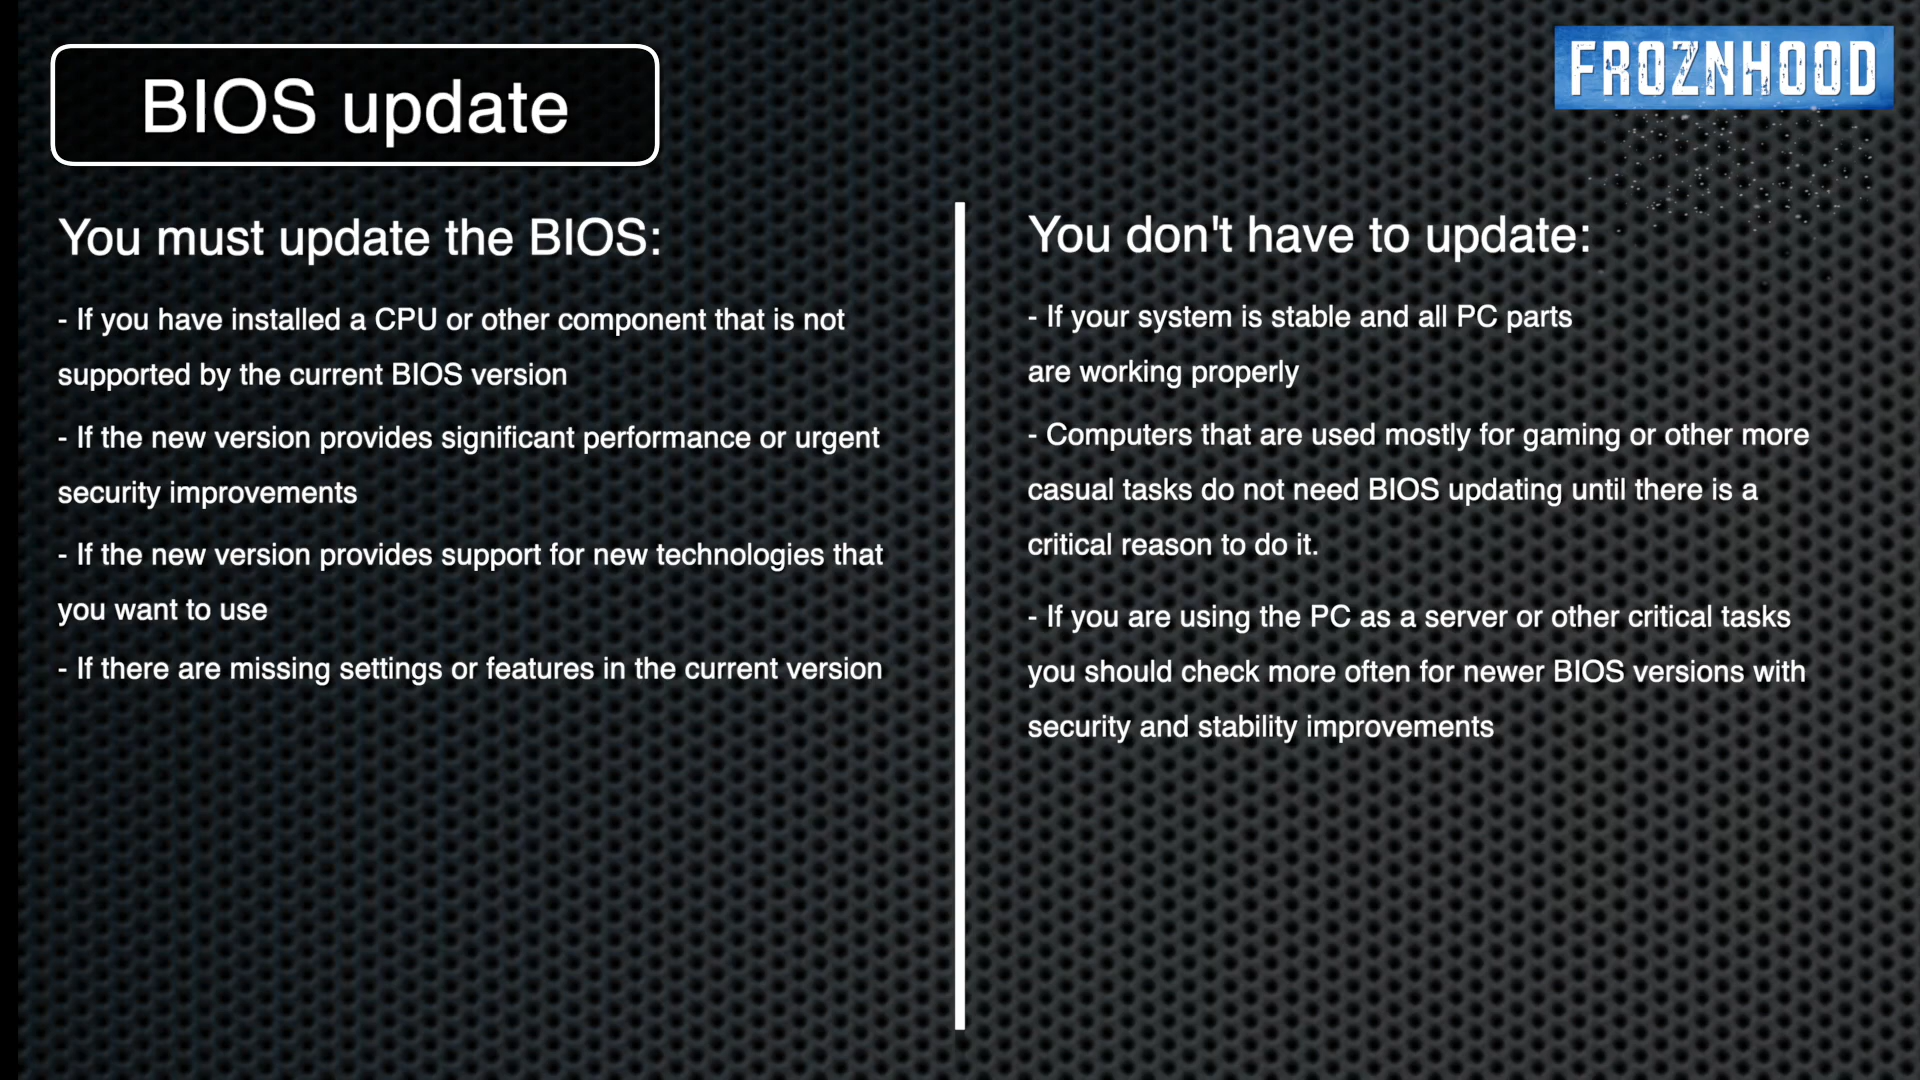 BIOS update
FROZNHOOD
You must update the BIOS:
- If you have installed a CPU or other component that is not
supported by the current BIOS version
- If the new version provides significant performance or urgent
security improvements
- If the new version provides support for new technologies that
you want to use
- If there are missing settings or features in the current version
You don't have to update:
- If your system is stable and all PC parts
are working properly
- Computers that are used mostly for gaming or other more
casual tasks do not need BIOS updating until there is a
critical reason to do it.
- If you are using the PC as a server or other critical tasks
you should check more often for newer BIOS versions with
security and stability improvements